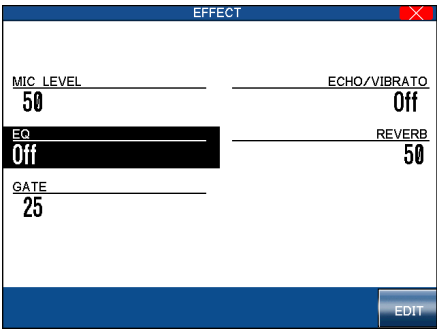 EFFECT
MIC LEVEL
50
ECHO/VIBRATO
Off
EQ
Off
REVERB
50
GATE
25
EDIT